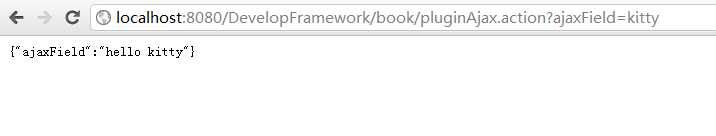 localhost:8080/DevelopFramework/book/pluginAjax.action?ajaxField=kitty
{"ajaxField":"hello kitty"}